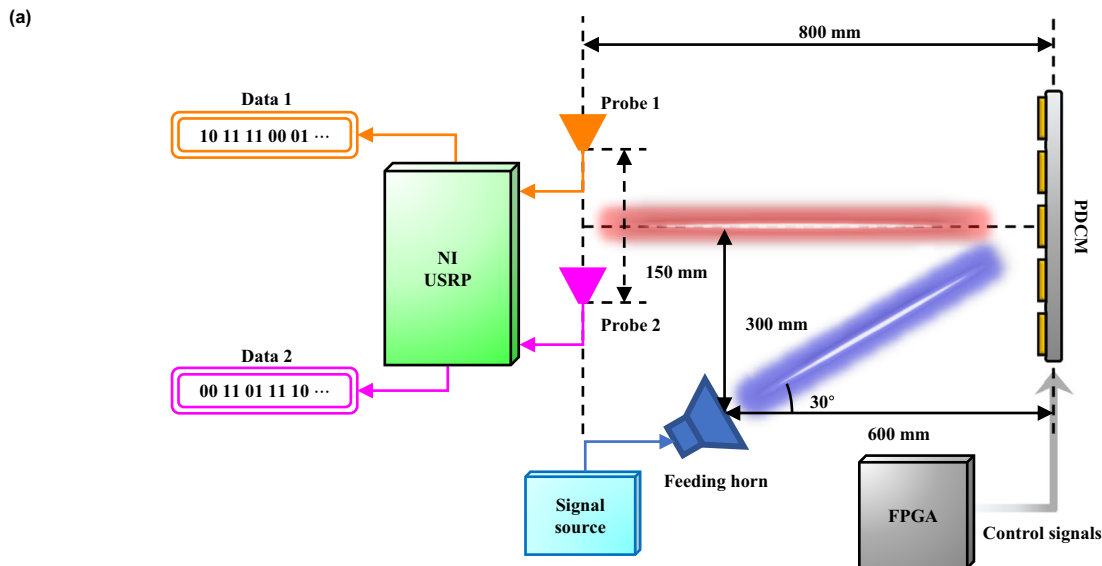 (a)
800 mm
Data 1
Probe 1
10 11 11 00 01 ···
PDCM
NI
USRP
150 mm
Probe 2
300 mm
Data 2
00 11 01 11 10 ···
30°
600 mm
Feeding horn
Signal
source
FPGA
Control signals